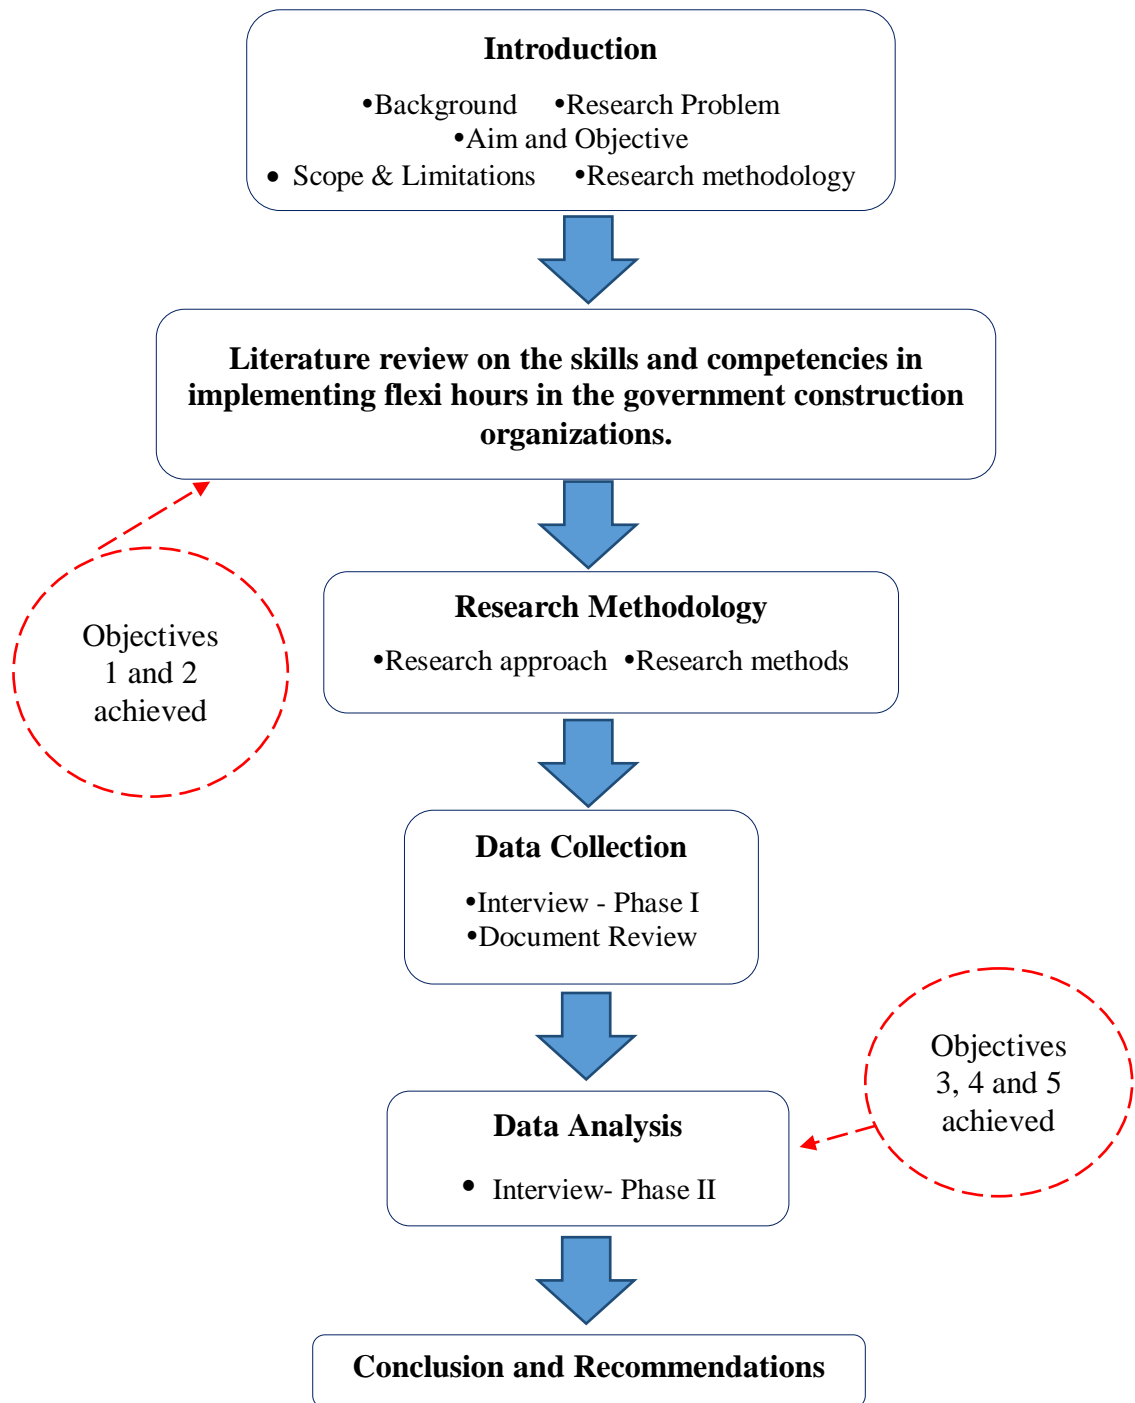 Introduction
•Background •Research Problem
•Aim and Objective
• Scope & Limitations •Research methodology
Literature review on the skills and competencies in
implementing flexi hours in the government construction
organizations.
Objectives
1 and 2
achieved
Research Methodology
•Research approach •Research methods
Data Collection
•Interview - Phase I
•Document Review
Objectives
3, 4 and 5
achieved
Data Analysis
• Interview- Phase II
Conclusion and Recommendations